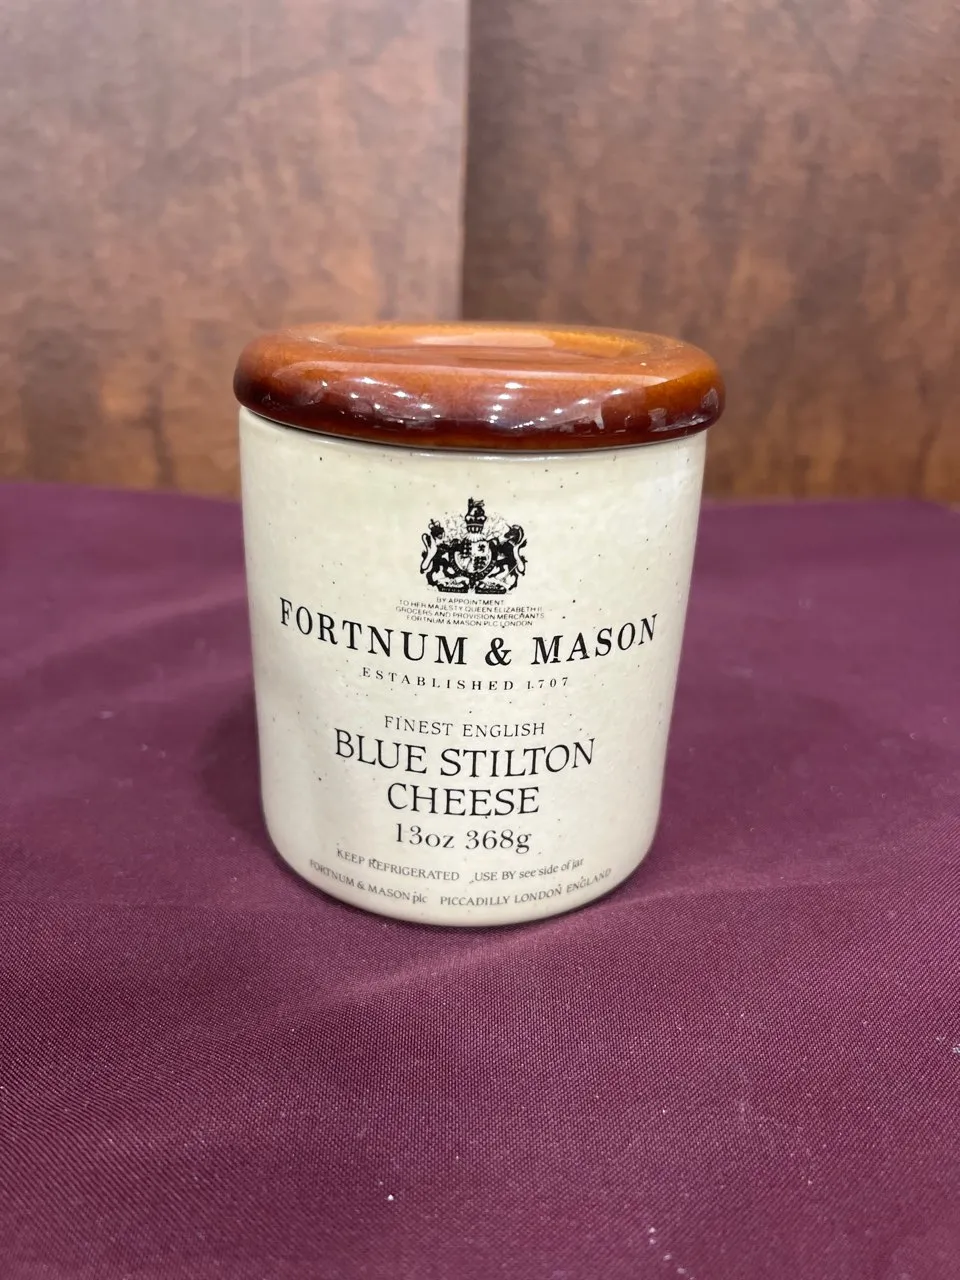 BY APPOINTMENT
TO HER MAJESTY QUEEN ELIZABETH II
GROCERS AND PROVISION MERCHANTS
FORTNUM & MASON PLC LONDON
FORTNUM & MASON
ESTABLISHED 1707
FINEST ENGLISH
BLUE STILTON
CHEESE
13oz 368g
KEEP REFRIGERATED USE BY see side of jar
FORTNUM & MASON plc PICCADILLY LONDON ENGLAND